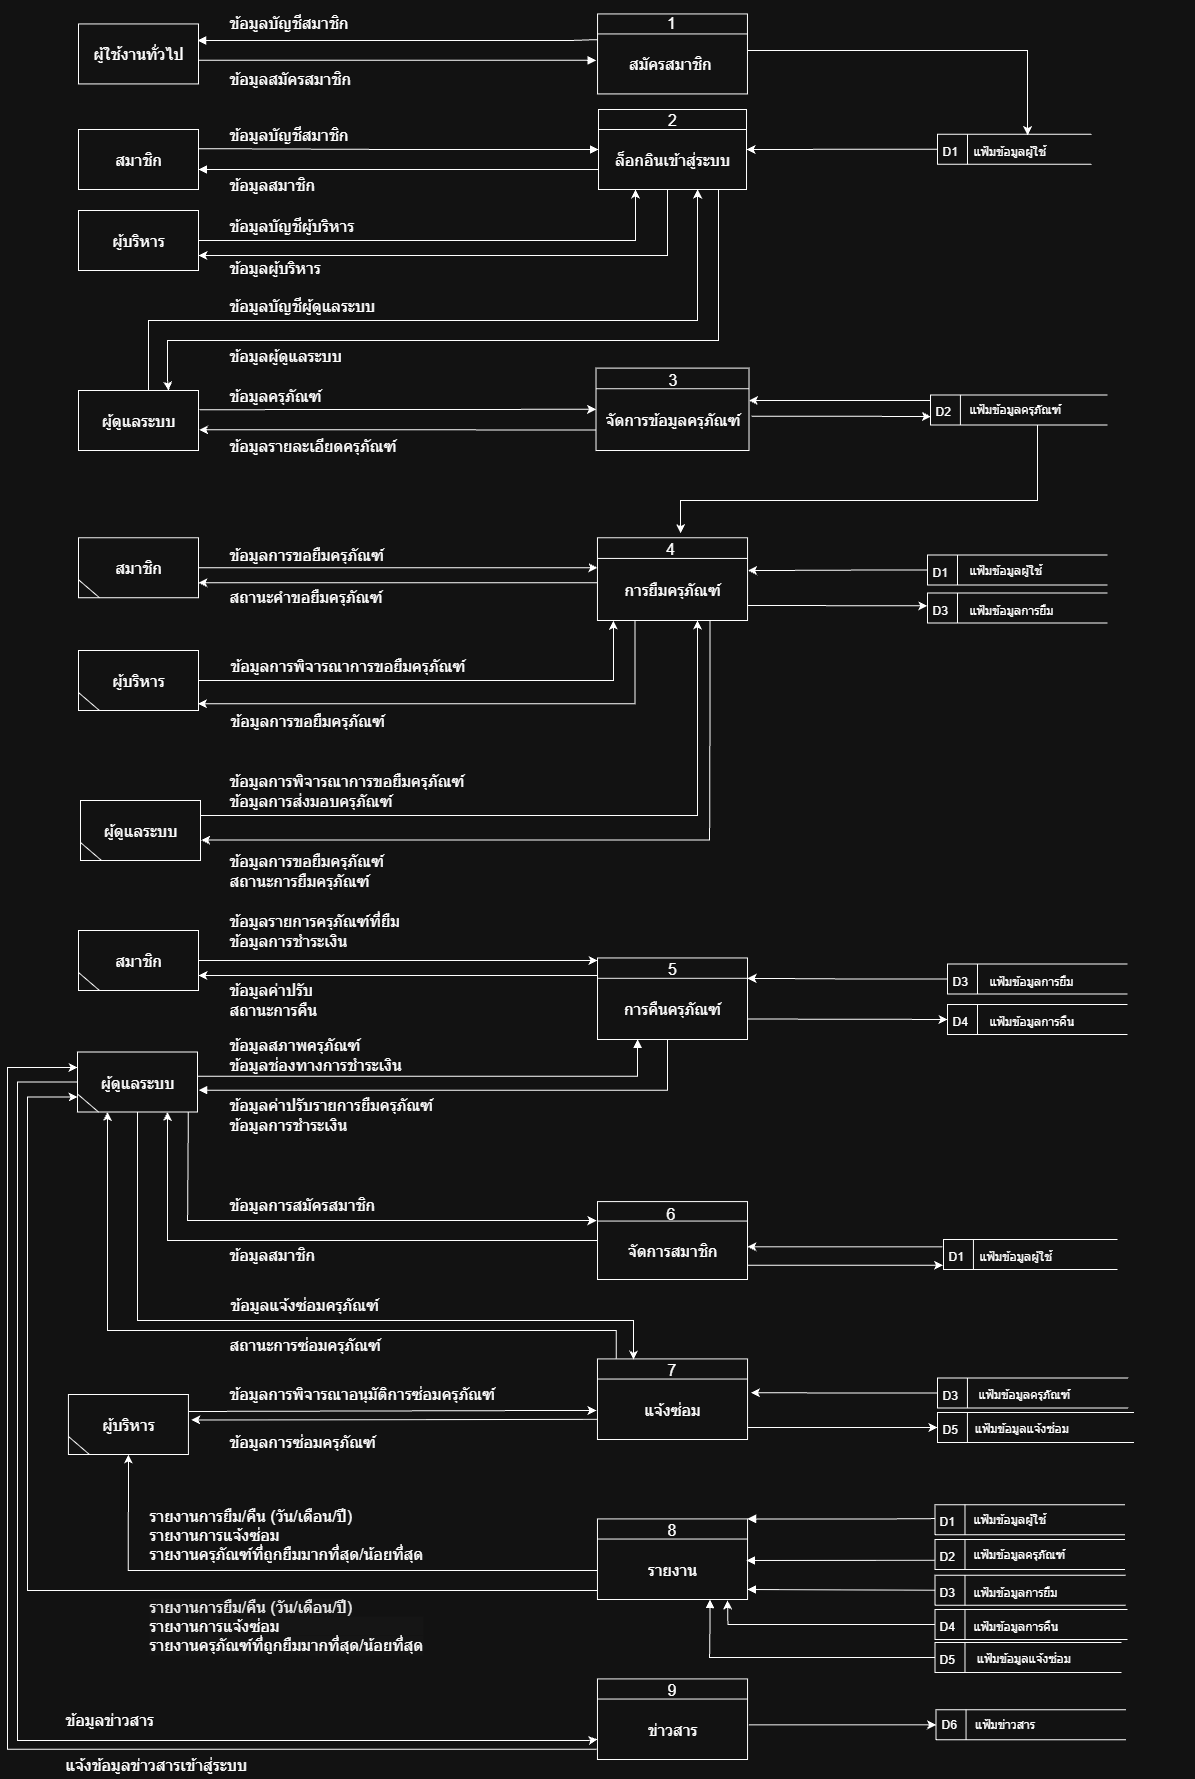 ข้อมูลบัญชีสมาชิก
1
ผู้ใช้งานทั่วไป
สมัครสมาชิก
ข้อมูลสมัครสมาชิก
2
ข้อมูลบัญชีสมาชิก
สมาชิก
ล็อกอินเข้าสู่ระบบ
D1 แฟ้มข้อมูลผู้ใช้
ข้อมูลสมาชิก
ข้อมูลบัญชีผู้บริหาร
ผู้บริหาร
ข้อมูลผู้บริหาร
ข้อมูลบัญชีผู้ดูแลระบบ
ข้อมูลผู้ดูแลระบบ
3
ข้อมูลครุภัณฑ์
D2 แฟ้มข้อมูลครุภัณฑ์
ผู้ดูแลระบบ
จัดการข้อมูลครุภัณฑ์
ข้อมูลรายละเอียดครุภัณฑ์
4
ข้อมูลการขอยืมครุภัณฑ์
สมาชิก
D1 แฟ้มข้อมูลผู้ใช้
การยืมครุภัณฑ์
สถานะคำขอยืมครุภัณฑ์
D3 แฟ้มข้อมูลการยืม
ข้อมูลการพิจารณาการขอยืมครุภัณฑ์
ผู้บริหาร
ข้อมูลการขอยืมครุภัณฑ์
ข้อมูลการพิจารณาการขอยืมครุภัณฑ์
ข้อมูลการส่งมอบครุภัณฑ์
ผู้ดูแลระบบ
ข้อมูลการขอยืมครุภัณฑ์
สถานะการยืมครุภัณฑ์
ข้อมูลรายการครุภัณฑ์ที่ยืม
ข้อมูลการชำระเงิน
สมาชิก
5
การคืนครุภัณฑ์
D3 แฟ้มข้อมูลการยืม
ข้อมูลค่าปรับ
สถานะการคืน
D4 แฟ้มข้อมูลการคืน
ข้อมูลสภาพครุภัณฑ์
ข้อมูลช่องทางการชำระเงิน
ผู้ดูแลระบบ
ข้อมูลค่าปรับรายการยืมครุภัณฑ์
ข้อมูลการชำระเงิน
ข้อมูลการสมัครสมาชิก
6
จัดการสมาชิก
ข้อมูลสมาชิก
D1 แฟ้มข้อมูลผู้ใช้
ข้อมูลแจ้งซ่อมครุภัณฑ์
สถานะการซ่อมครุภัณฑ์
7
ข้อมูลการพิจารณาอนุมัติการซ่อมครุภัณฑ์
D3 แฟ้มข้อมูลครุภัณฑ์
แจ้งซ่อม
ผู้บริหาร
D5 แฟ้มข้อมูลแจ้งซ่อม
ข้อมูลการซ่อมครุภัณฑ์
รายงานการยืม/คืน (วัน/เดือน/ปี)
รายงานการแจ้งซ่อม
รายงานครุภัณฑ์ที่ถูกยืมมากที่สุด/น้อยที่สุด
8
รายงาน
D1 แฟ้มข้อมูลผู้ใช้
D2 แฟ้มข้อมูลครุภัณฑ์
D3 แฟ้มข้อมูลการยืม
D4 แฟ้มข้อมูลการคืน
D5 แฟ้มข้อมูลแจ้งซ่อม
รายงานการยืม/คืน (วัน/เดือน/ปี)
รายงานการแจ้งซ่อม
รายงานครุภัณฑ์ที่ถูกยืมมากที่สุด/น้อยที่สุด
9
ข้อมูลข่าวสาร
ข่าวสาร
D6 แฟ้มข่าวสาร
แจ้งข้อมูลข่าวสารเข้าสู่ระบบ